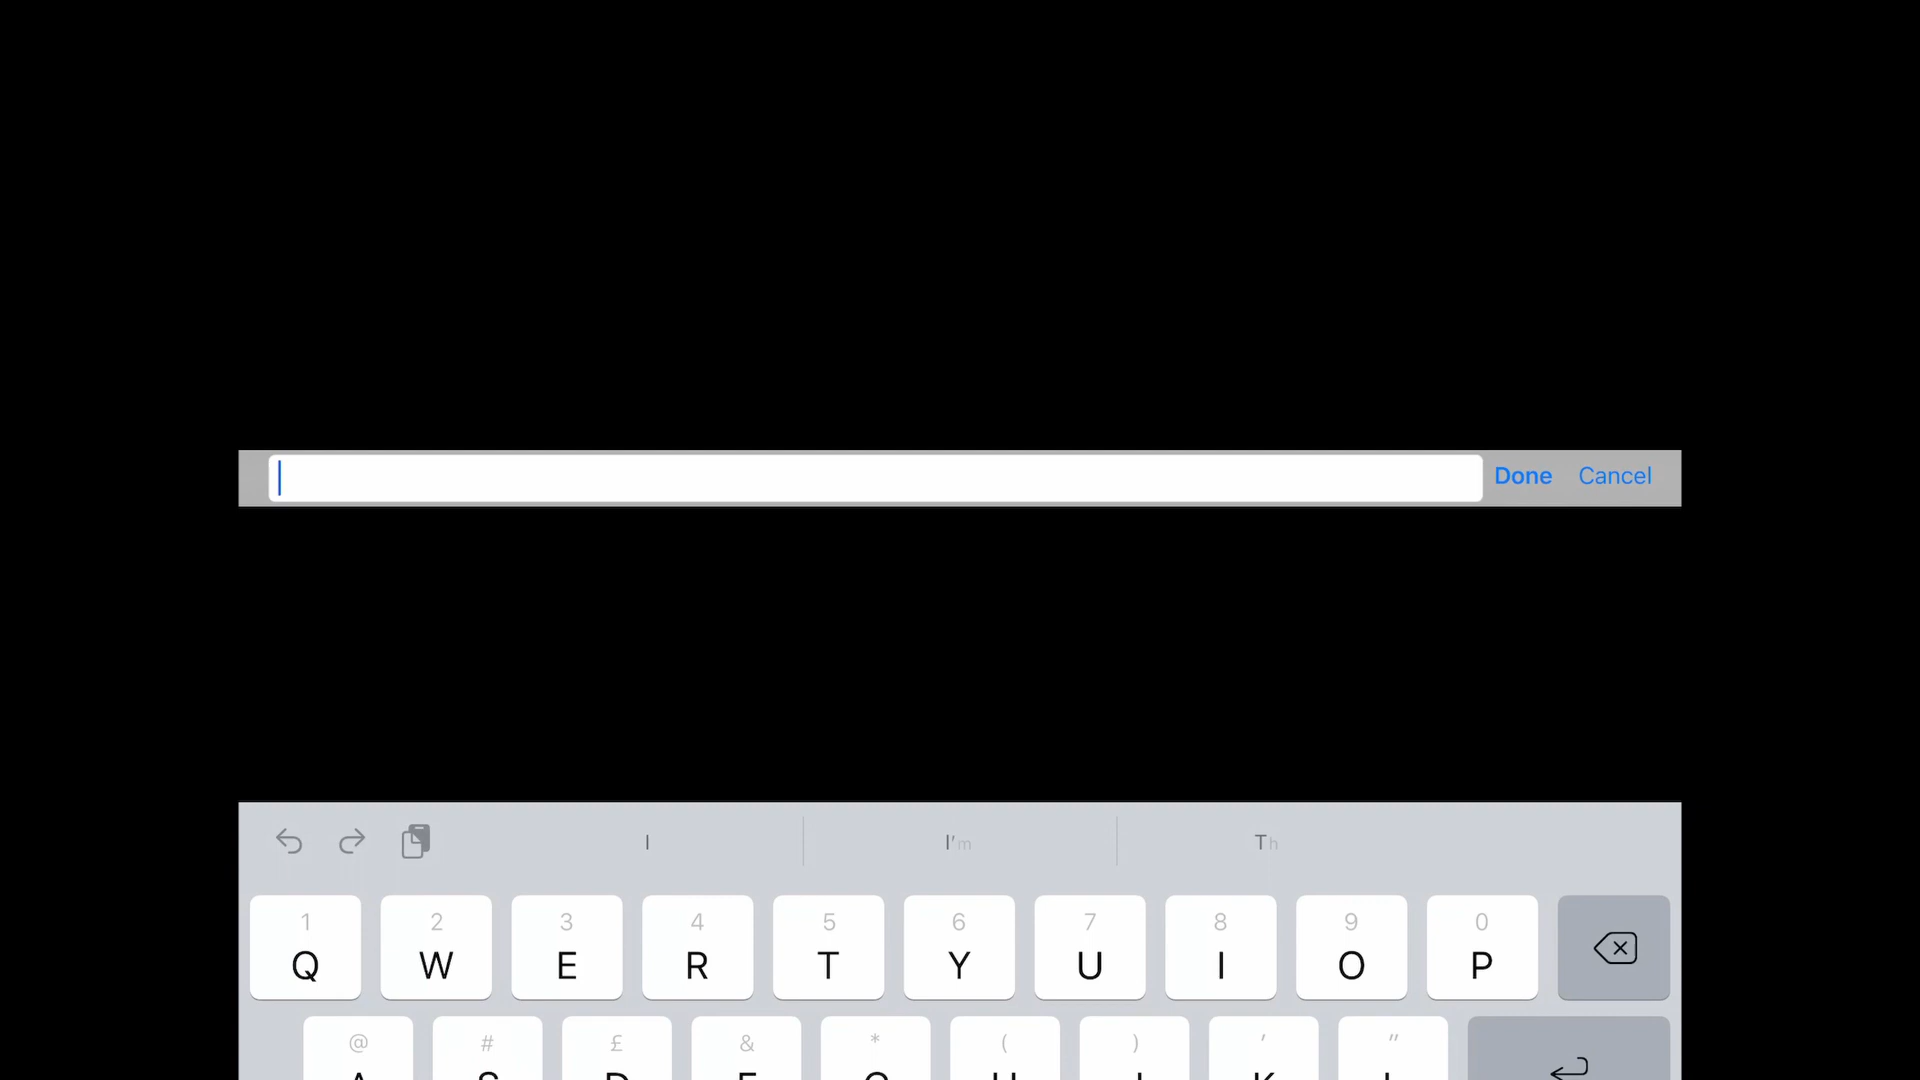 Done Cancel
I I'm Th
1 2 3 4 5 6 7 8 9 0
Q W E R T Y U I O P
@ # £ & * ( ) ' "